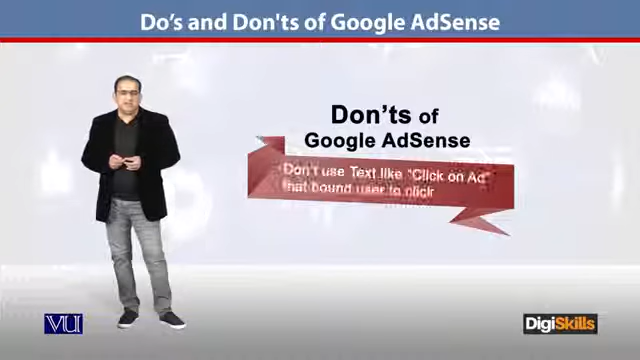 Do's and Don'ts of Google AdSense
Don'ts of
Google AdSense
Don't use Text like "Click on Ad"
that bound user to click
VU
DigiSkills